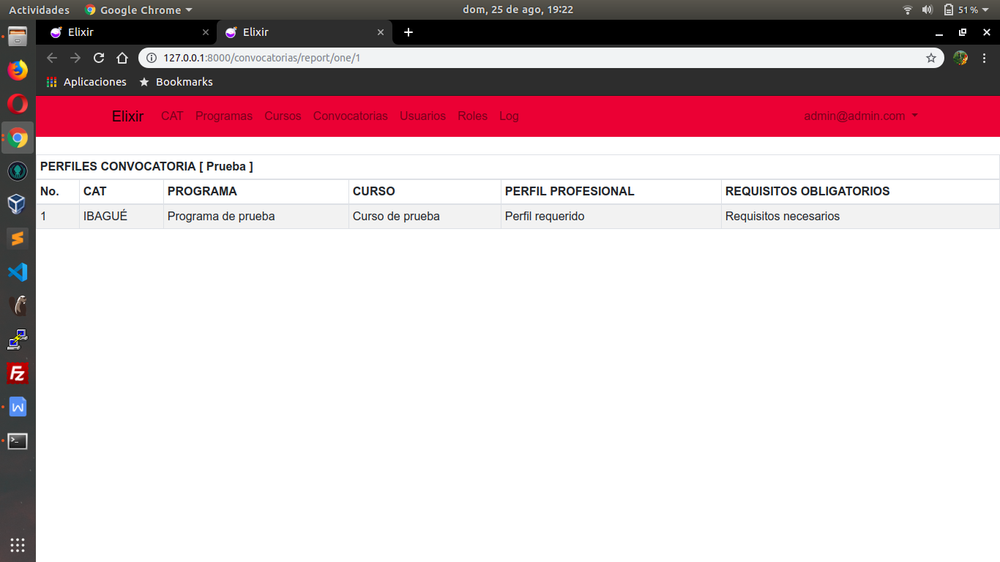 Actividades Google Chrome dom, 25 de ago, 19:22 51 %
Elixir Elixir
127.0.0.1:8000/convocatorias/report/one/1
Aplicaciones Bookmarks
Elixir CAT Programas Cursos Convocatorias Usuarios Roles Log admin@admin.com
PERFILES CONVOCATORIA [ Prueba ]
No. CAT PROGRAMA CURSO PERFIL PROFESIONAL REQUISITOS OBLIGATORIOS
1 IBAGUÉ Programa de prueba Curso de prueba Perfil requerido Requisitos necesarios